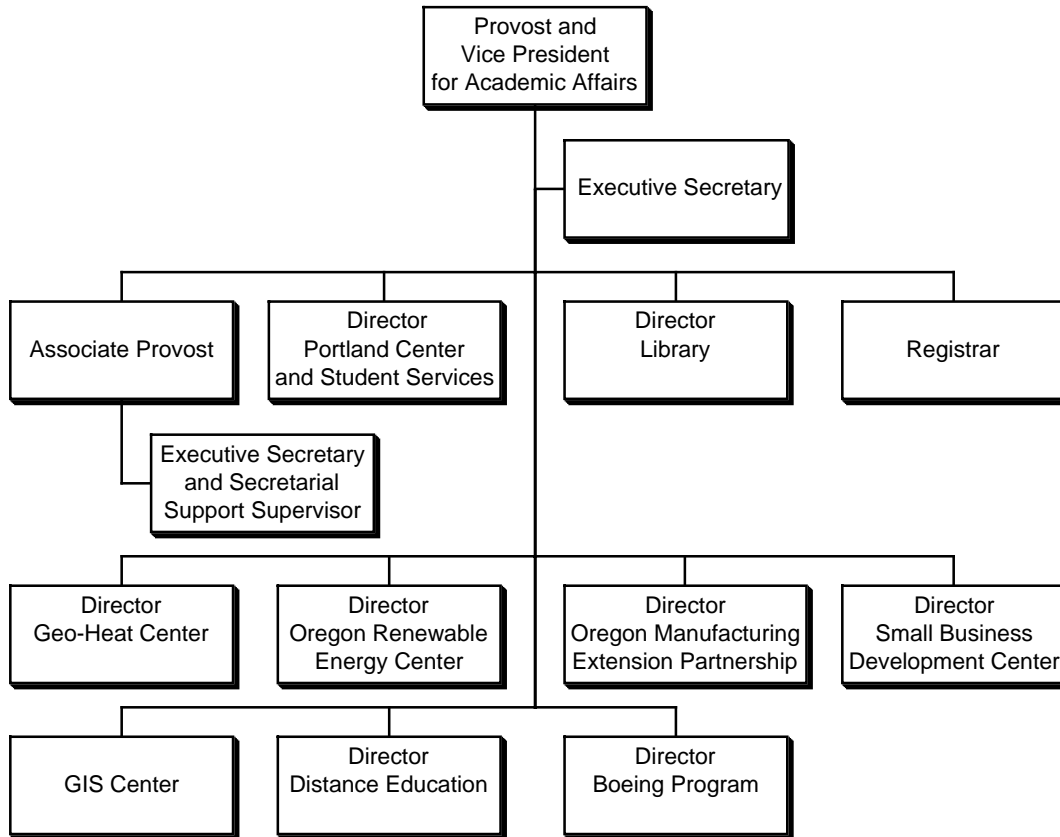 Provost and
Vice President
for Academic Affairs
Executive Secretary
Associate Provost
Director
Portland Center
and Student Services
Director
Library
Registrar
Executive Secretary
and Secretarial
Support Supervisor
Director
Geo-Heat Center
Director
Oregon Renewable
Energy Center
Director
Oregon Manufacturing
Extension Partnership
Director
Small Business
Development Center
GIS Center
Director
Distance Education
Director
Boeing Program